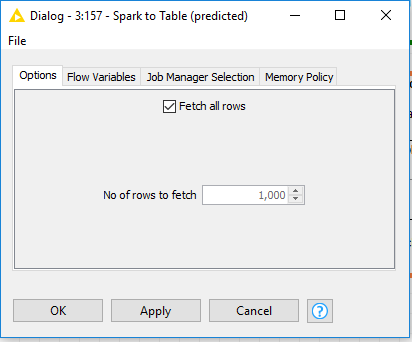 Dialog - 3:157 - Spark to Table (predicted)
File
Options Flow Variables Job Manager Selection Memory Policy
Fetch all rows
No of rows to fetch 1,000
OK Apply Cancel ?